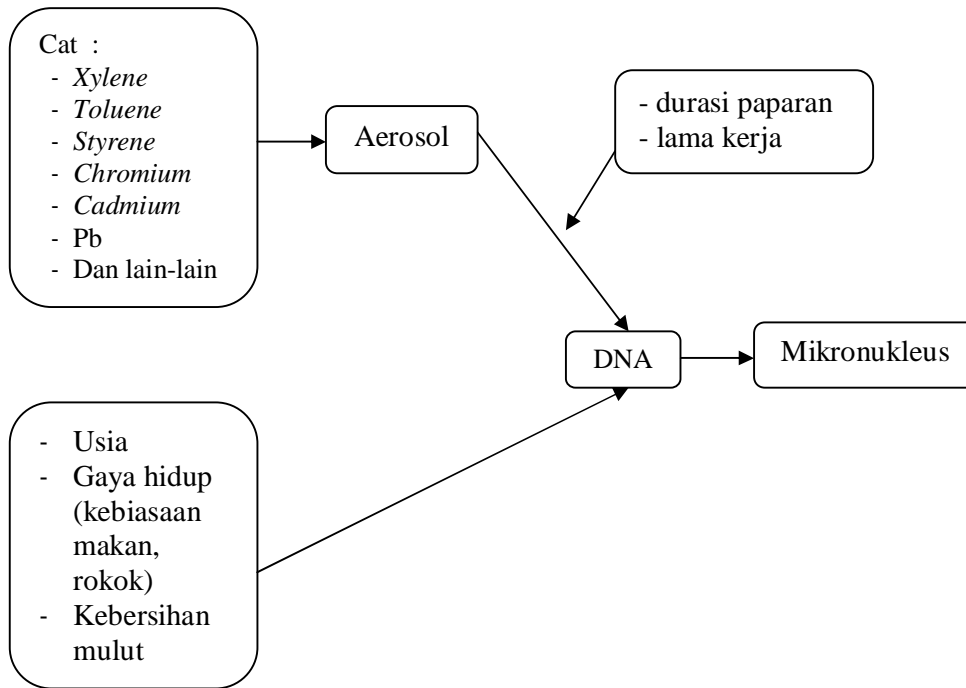 Cat :
- Xylene
- Toluene
- Styrene
- Chromium
- Cadmium
- Pb
- Dan lain-lain
Aerosol
- durasi paparan
- lama kerja
DNA
Mikronukleus
- Usia
- Gaya hidup
(kebiasaan
makan,
rokok)
- Kebersihan
mulut